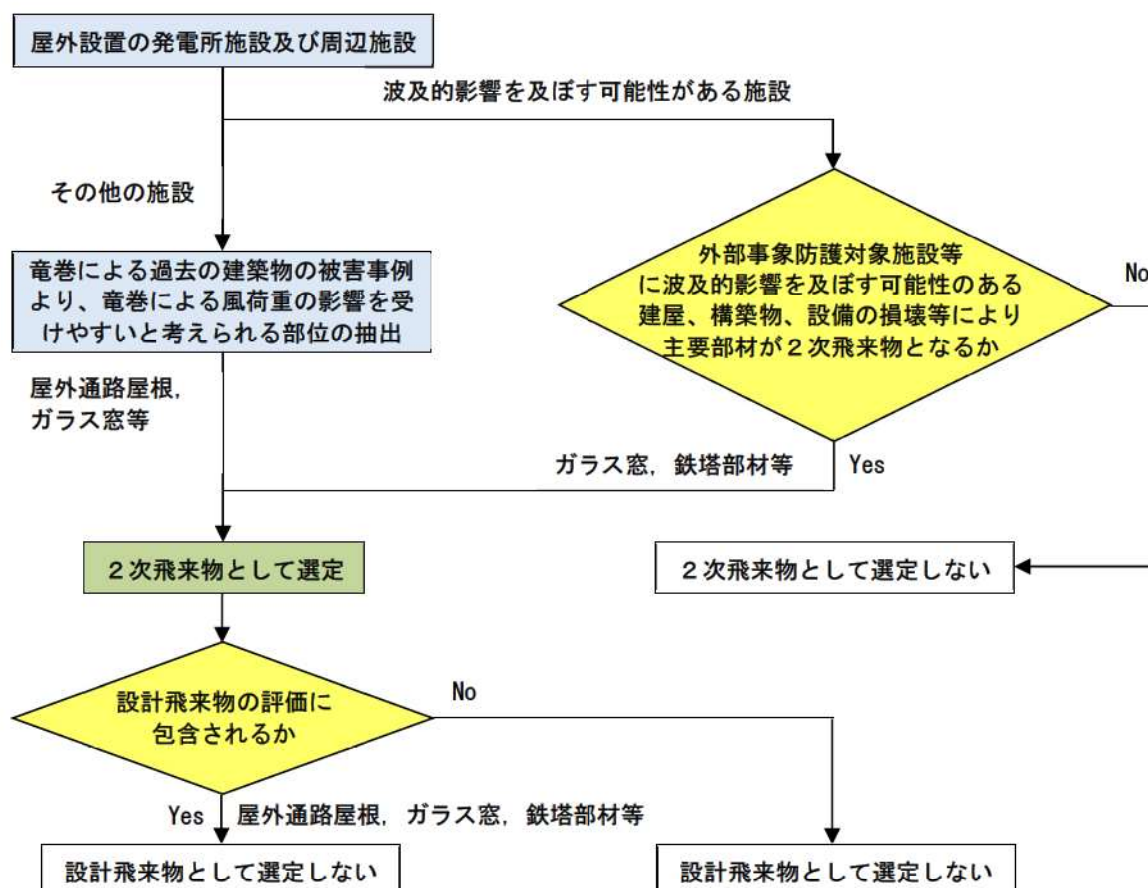 屋外設置の発電所施設及び周辺施設
波及的影響を及ぼす可能性がある施設
その他の施設
竜巻による過去の建築物の被害事例
より、竜巻による風荷重の影響を受
けやすいと考えられる部位の抽出
外部事象防護対象施設等
に波及的影響を及ぼす可能性のある
建屋、構築物、設備の損壊等により
主要部材が２次飛来物となるか
No
屋外通路屋根，
ガラス窓等
ガラス窓，鉄塔部材等
Yes
２次飛来物として選定
２次飛来物として選定しない
設計飛来物の評価に
包含されるか
No
Yes
屋外通路屋根，ガラス窓，鉄塔部材等
設計飛来物として選定しない
設計飛来物として選定しない